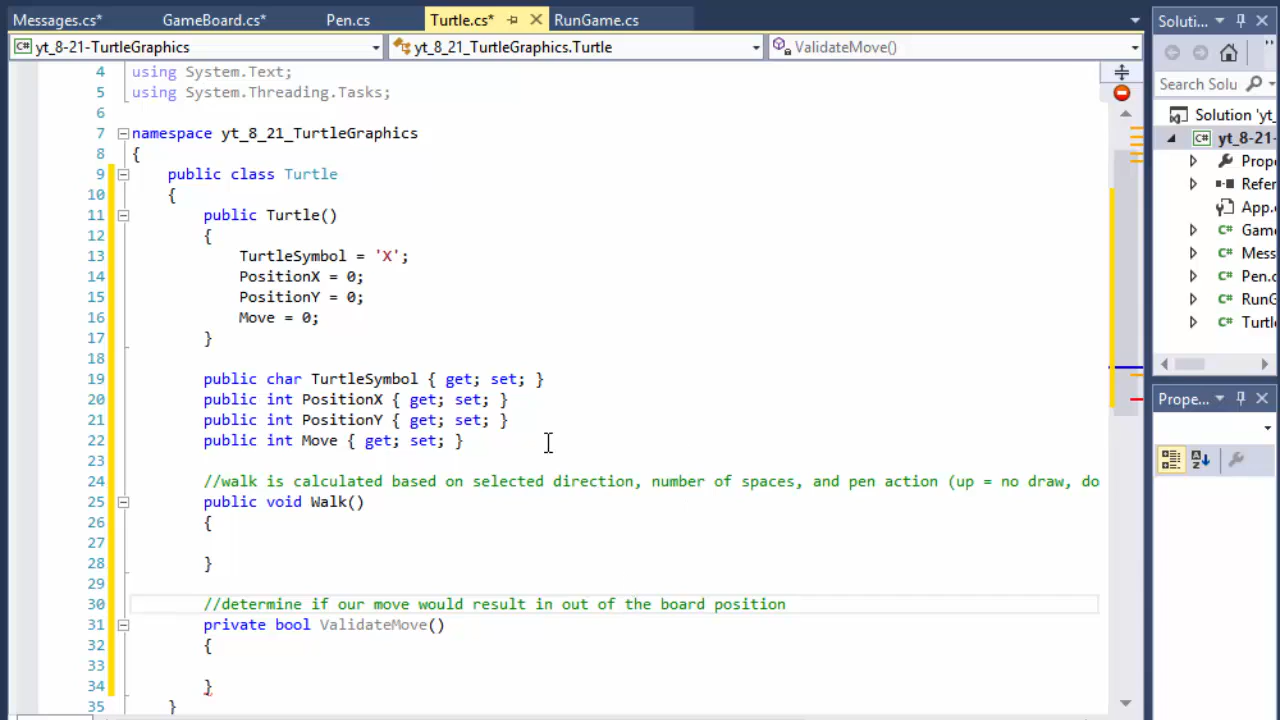 Messages.cs* GameBoard.cs* Pen.cs Turtle.cs* RunGame.cs Soluti...
C# yt_8-21-TurtleGraphics yt_8_21_TurtleGraphics.Turtle ValidateMove()
4 using System.Text;
5 using System.Threading.Tasks;
6
7 namespace yt_8_21_TurtleGraphics
8 {
9 public class Turtle
10 {
11 public Turtle()
12 {
13 TurtleSymbol = 'X';
14 PositionX = 0;
15 PositionY = 0;
16 Move = 0;
17 }
18
19 public char TurtleSymbol { get; set; }
20 public int PositionX { get; set; }
21 public int PositionY { get; set; }
22 public int Move { get; set; }
23
24 //walk is calculated based on selected direction, number of spaces, and pen action (up = no draw, do
25 public void Walk()
26 {
27
28 }
29
30 //determine if our move would result in out of the board position
31 private bool ValidateMove()
32 {
33
34 }
35 }
Search Solu
Solution 'yt_
C# yt_8-21-
Prope
Refer
App.c
C# Game
C# Mess
C# Pen.c
C# RunG
C# Turtl
Prope...